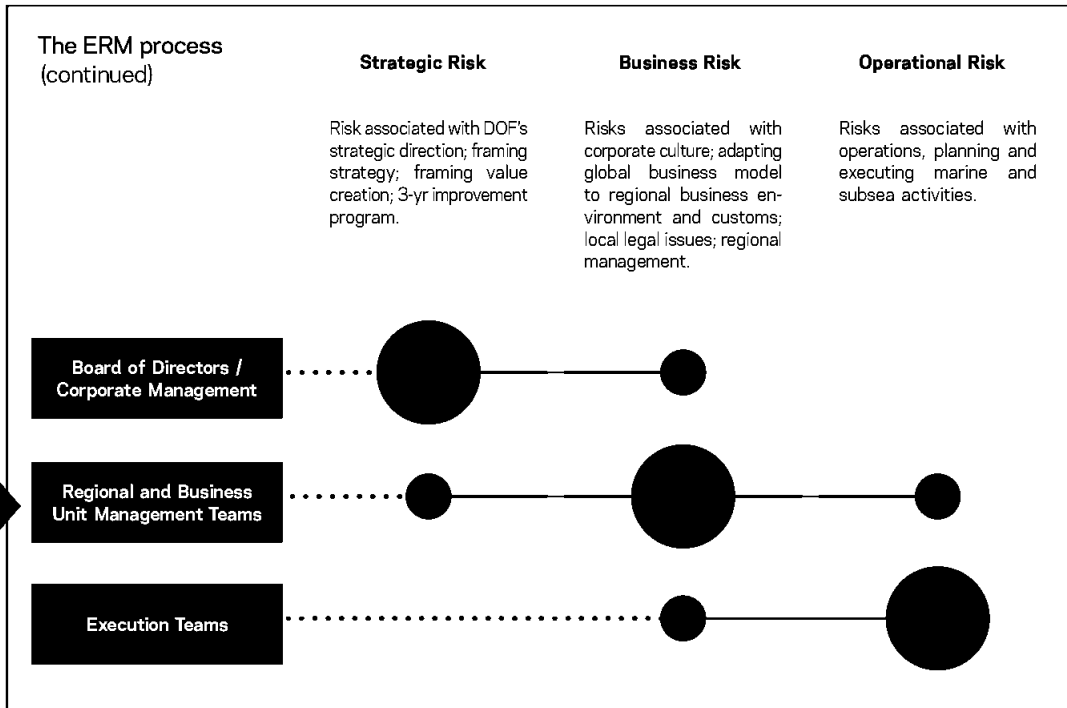 The ERM process
(continued)
Strategic Risk
Risk associated with DOF's
strategic direction; framing
strategy; framing value
creation; 3-yr improvement
program.
Business Risk
Risks associated with
corporate culture; adapting
global business model
to regional business en-
vironment and customs;
local legal issues; regional
management.
Operational Risk
Risks associated with
operations, planning and
executing marine and
subsea activities.
Board of Directors /
Corporate Management
Regional and Business
Unit Management Teams
Execution Teams